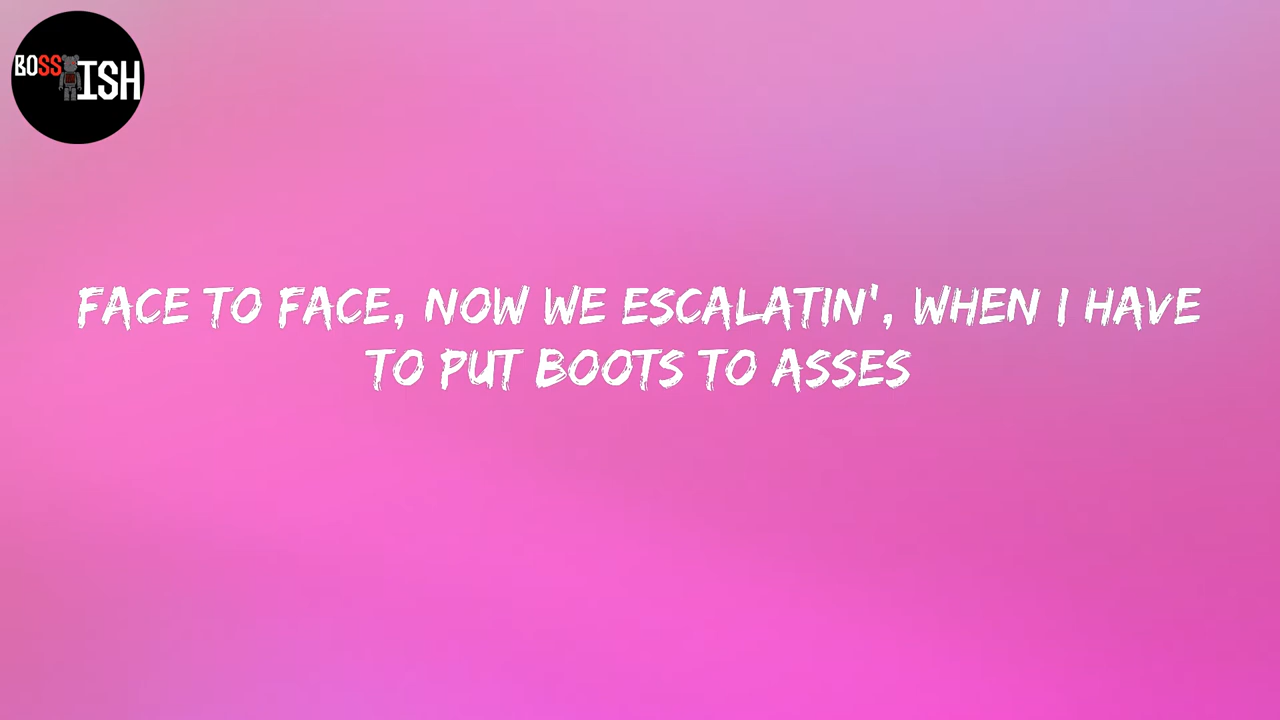 BOSS ISH
FACE TO FACE, NOW WE ESCALATIN', WHEN I HAVE
TO PUT BOOTS TO ASSES